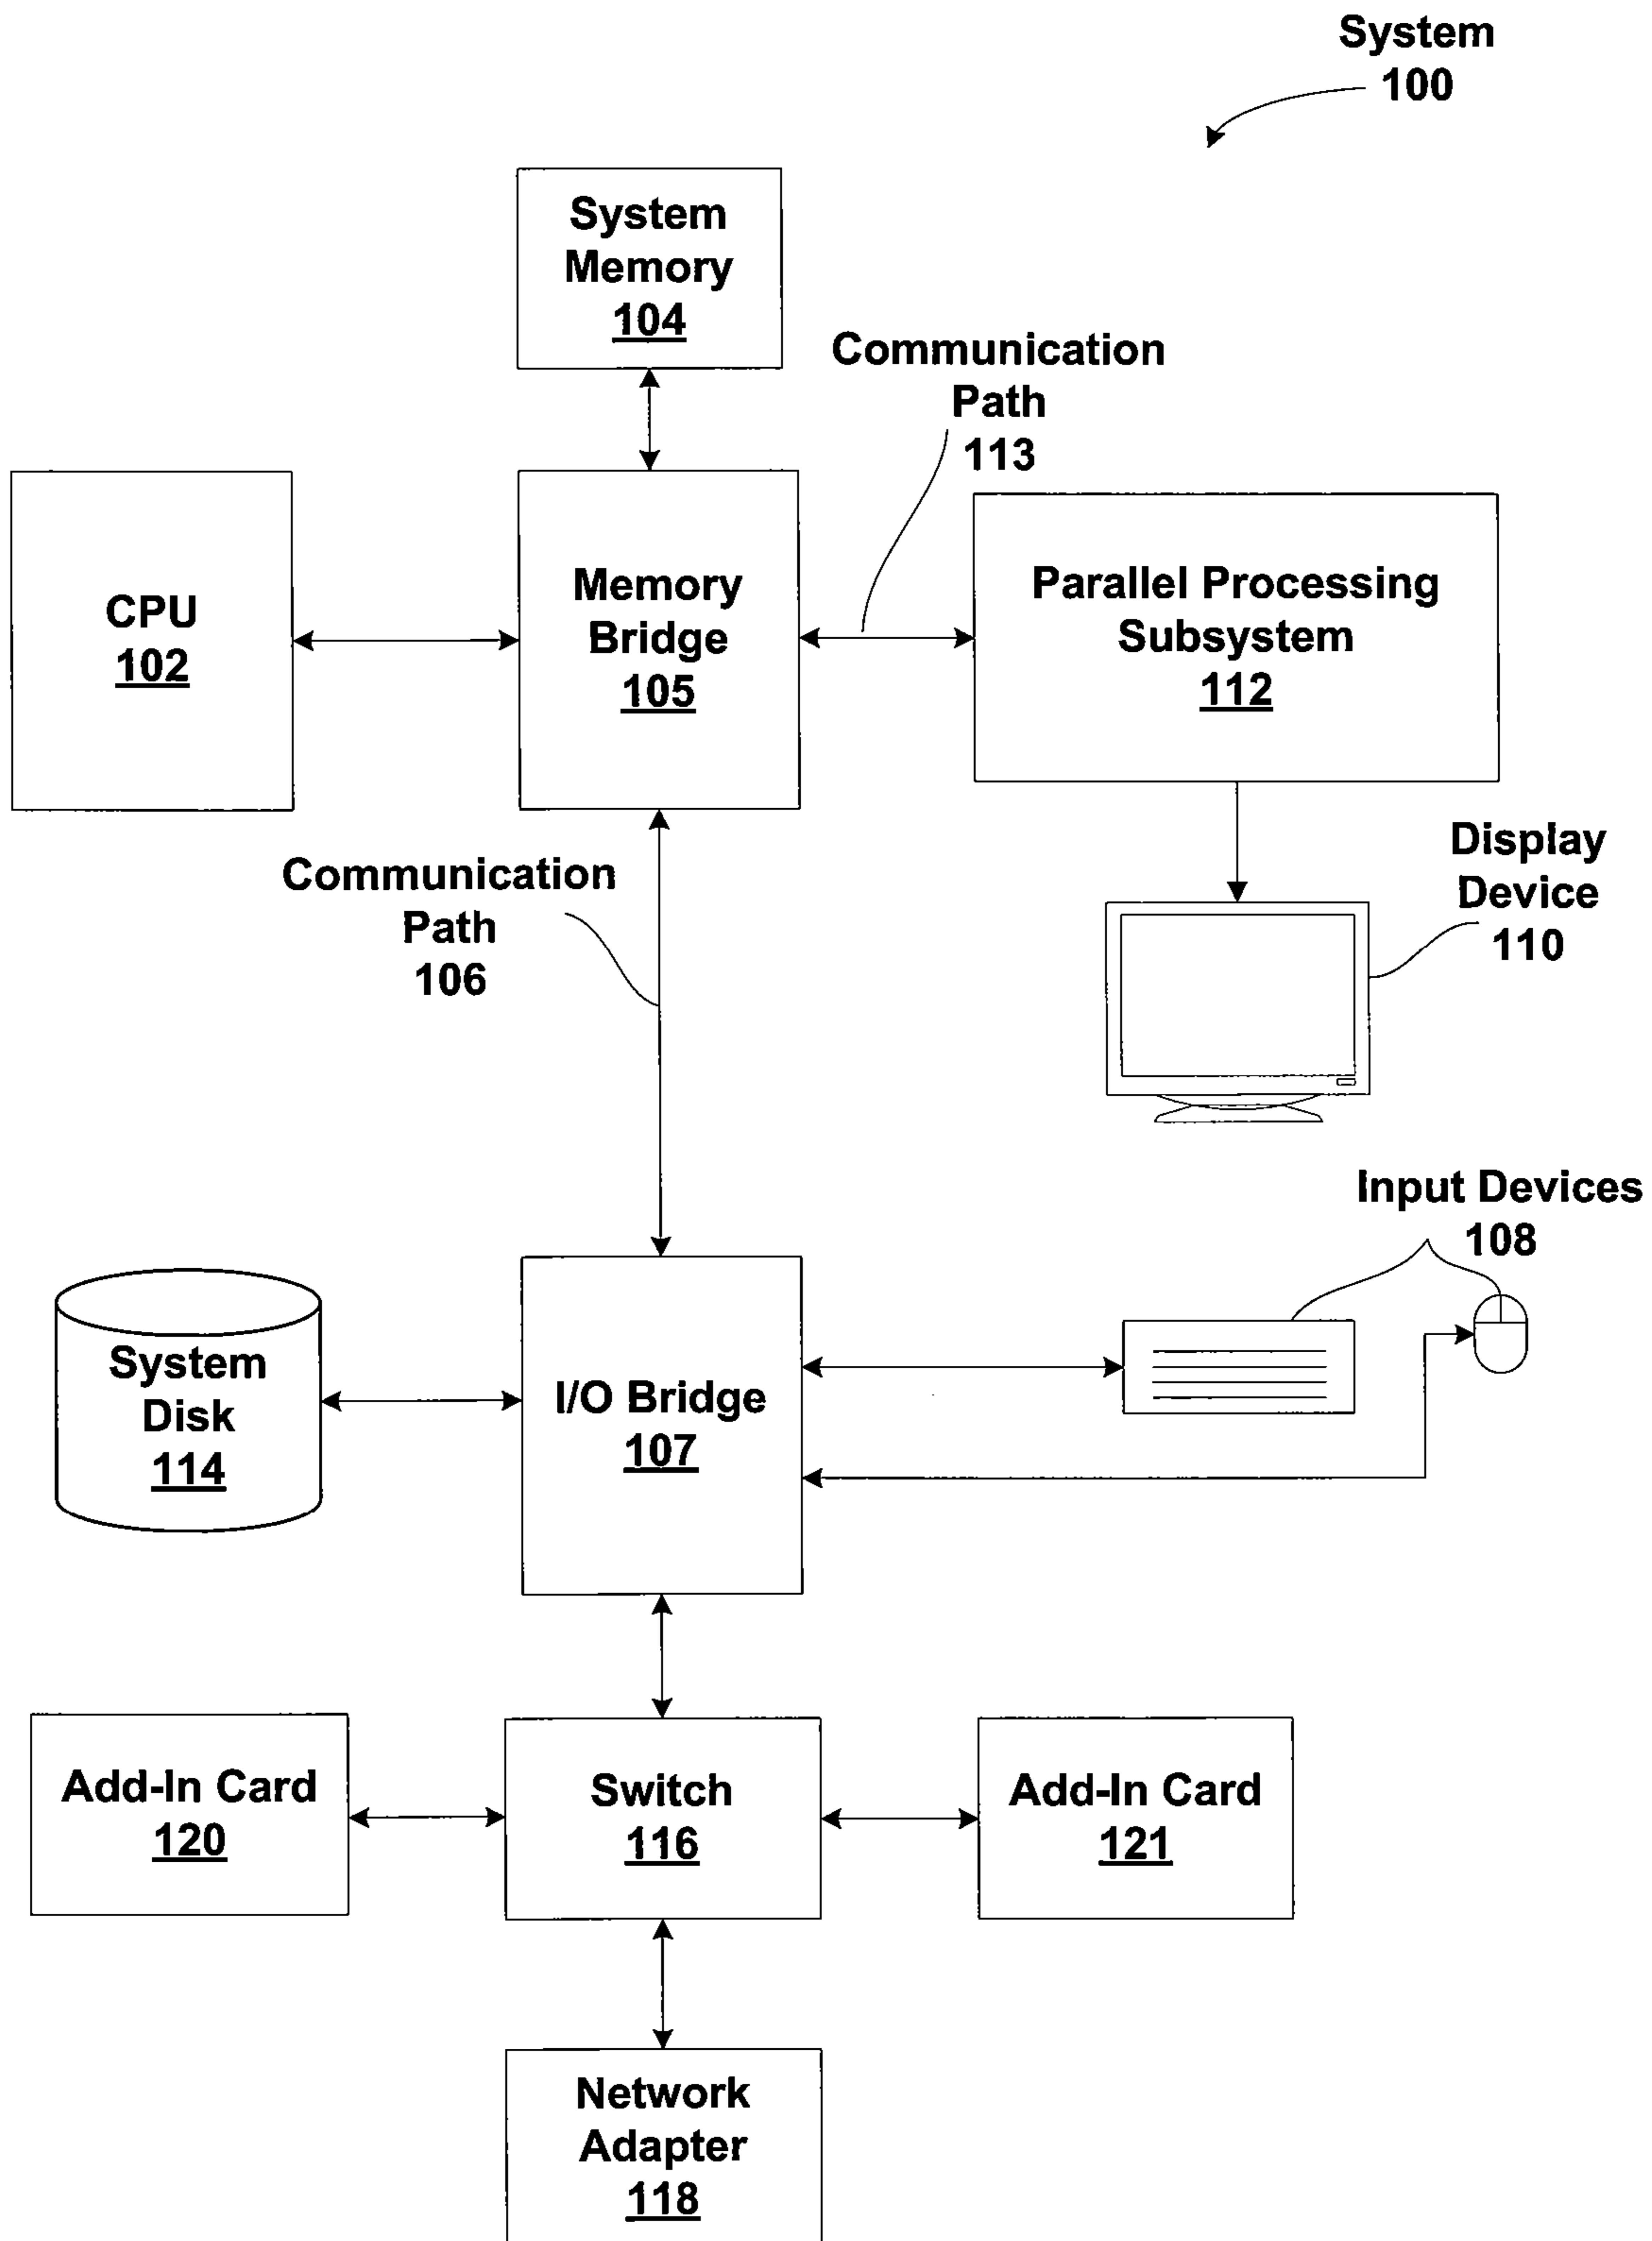 System
100
System
Memory
104
Communication
Path
113
CPU
102
Memory
Bridge
105
Parallel Processing
Subsystem
112
Communication
Path
106
Display
Device
110
Input Devices
108
System
Disk
114
I/O Bridge
107
Add-In Card
120
Switch
116
Add-In Card
121
Network
Adapter
118